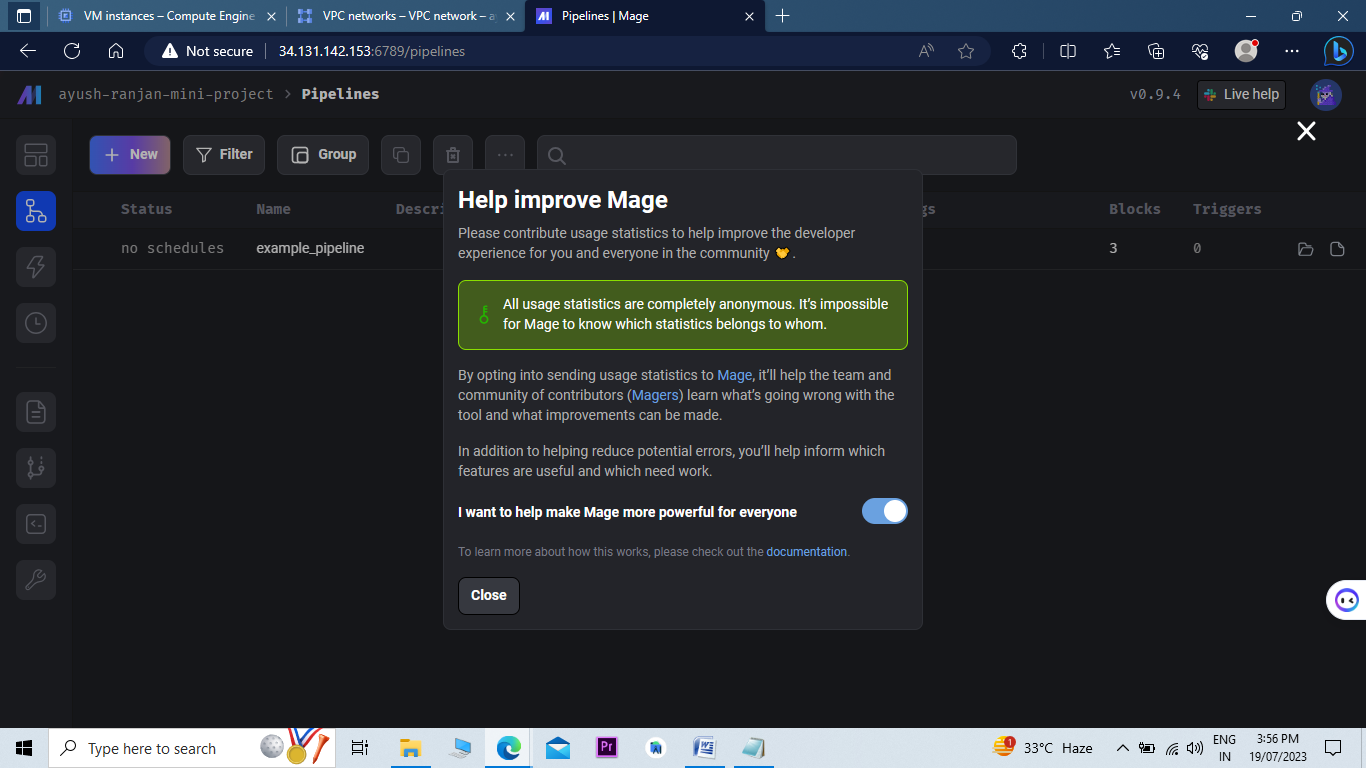 VM instances – Compute Engine
VPC networks – VPC network – a
Pipelines | Mage
Not secure
34.131.142.153:6789/pipelines
ayush-ranjan-mini-project > Pipelines
v0.9.4
Live help
New
Filter
Group
Help improve Mage
Status
Name
Descri
gs
Blocks
Triggers
Please contribute usage statistics to help improve the developer
experience for you and everyone in the community 🤝 .
no schedules
example_pipeline
3
0
All usage statistics are completely anonymous. It’s impossible
for Mage to know which statistics belongs to whom.
By opting into sending usage statistics to Mage, it’ll help the team and
community of contributors (Magers) learn what’s going wrong with the
tool and what improvements can be made.
In addition to helping reduce potential errors, you’ll help inform which
features are useful and which need work.
I want to help make Mage more powerful for everyone
To learn more about how this works, please check out the documentation.
Close
Type here to search
Pr
1
33°C Haze
ENG
IN
3:56 PM
19/07/2023